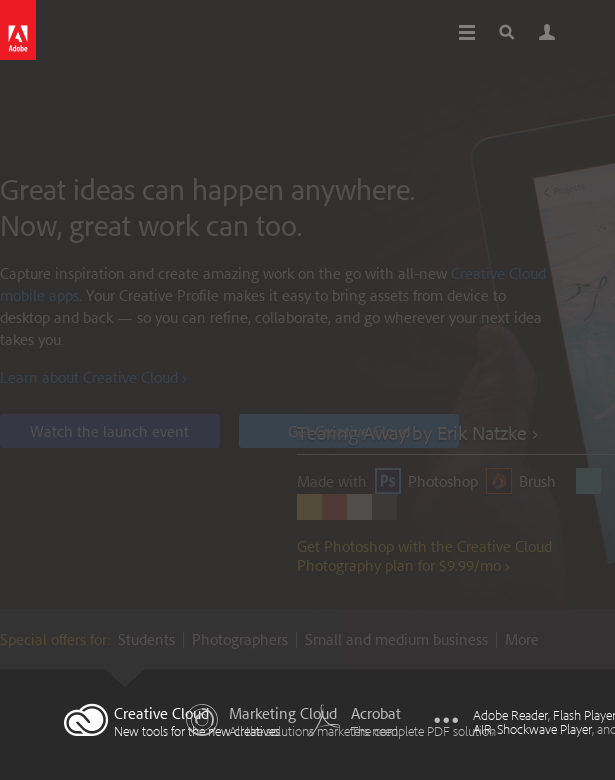 Adobe
Projects
Great ideas can happen anywhere.
Now, great work can too.
Capture inspiration and create amazing work on the go with all-new Creative Cloud
mobile apps. Your Creative Profile makes it easy to bring assets from device to
desktop and back — so you can refine, collaborate, and go wherever your next idea
takes you.
Learn about Creative Cloud ›
Watch the launch event
Get Creative Cloud
Tearing Away by Erik Natzke ›
Made with Ps Photoshop Brush
Get Photoshop with the Creative Cloud
Photography plan for $9.99/mo ›
Special offers for: Students | Photographers | Small and medium business | More
Creative Cloud
New tools for the new creatives
Marketing Cloud
All the solutions marketers need
Acrobat
The complete PDF solution
Adobe Reader, Flash Player
AIR, Shockwave Player, and